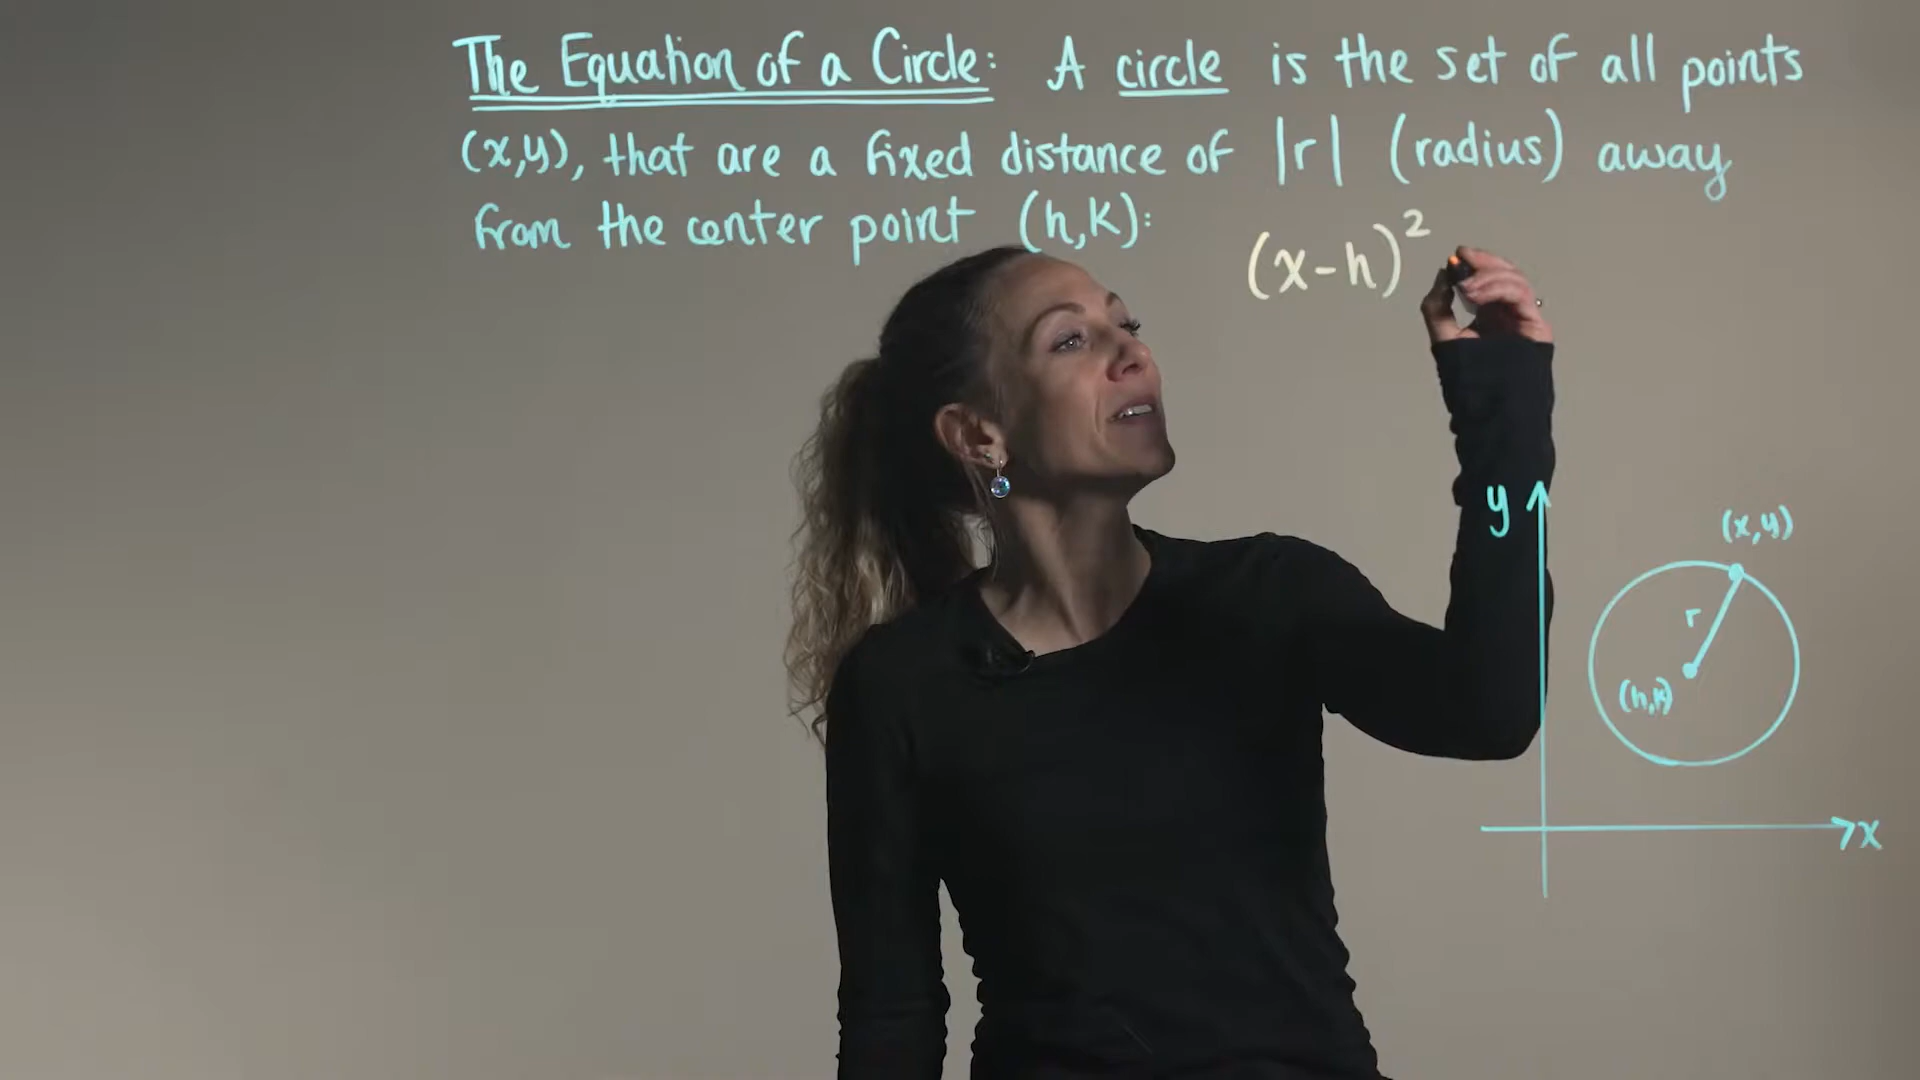 The Equation of a Circle: A circle is the set of all points
(x,y), that are a fixed distance of |r| (radius) away
from the center point (h,k):
(x-h)²
y
(x,y)
r
(h,k)
x